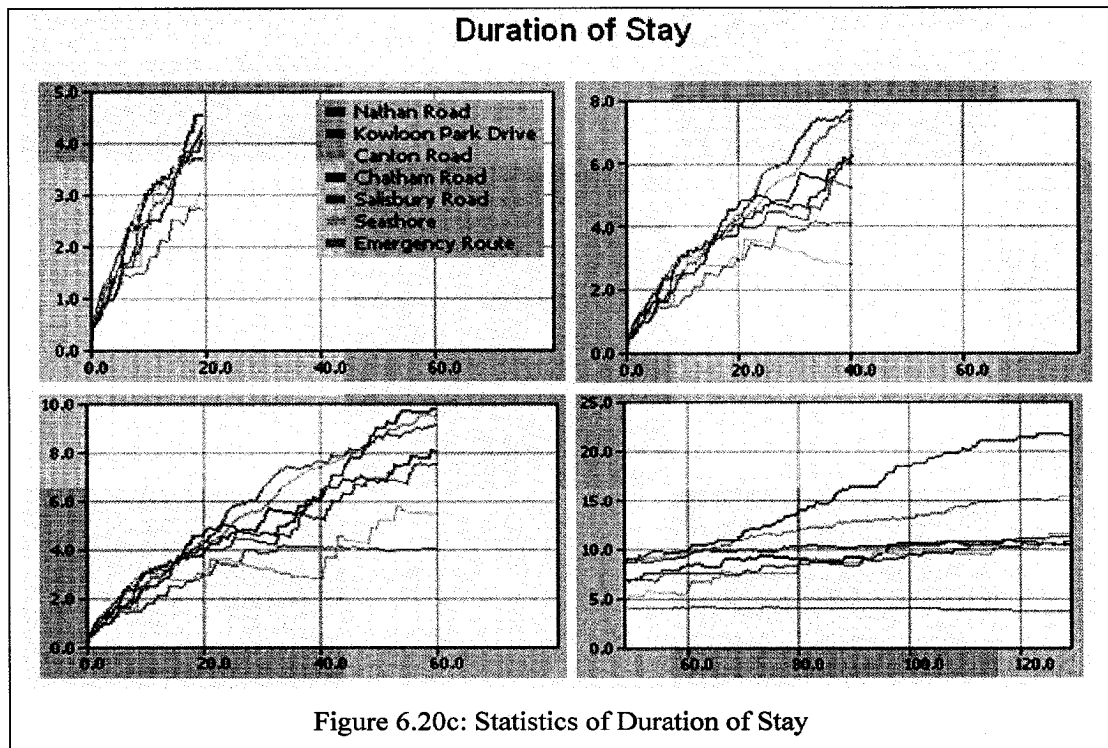 Duration of Stay
5.0
4.0
3.0
2.0
1.0
0.0
0.0 20.0 40.0 60.0
Nathan Road
Kowloon Park Drive
Canton Road
Chatham Road
Salisbury Road
Seashore
Emergency Route
8.0
6.0
4.0
2.0
0.0
0.0 20.0 40.0 60.0
10.0
8.0
6.0
4.0
2.0
0.0
0.0 20.0 40.0 60.0
25.0
20.0
15.0
10.0
5.0
0.0
60.0 80.0 100.0 120.0
Figure 6.20c: Statistics of Duration of Stay